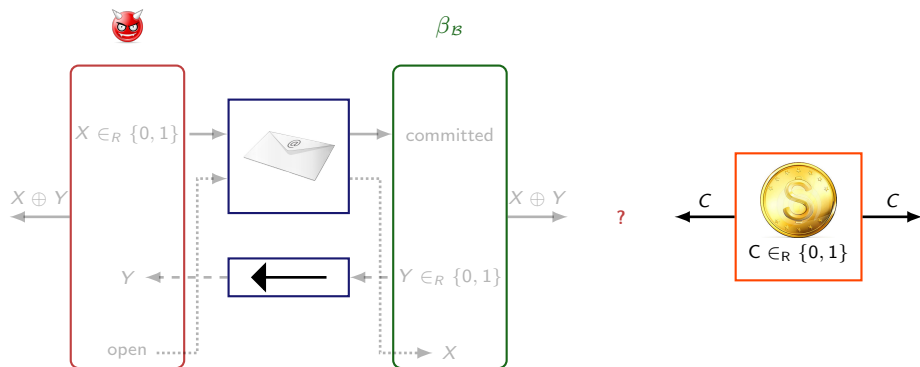 β_ℬ
X ∈_R {0, 1}
@
committed
X ⊕ Y
X ⊕ Y
?
C
S
C
C ∈_R {0, 1}
Y
Y ∈_R {0, 1}
open
X